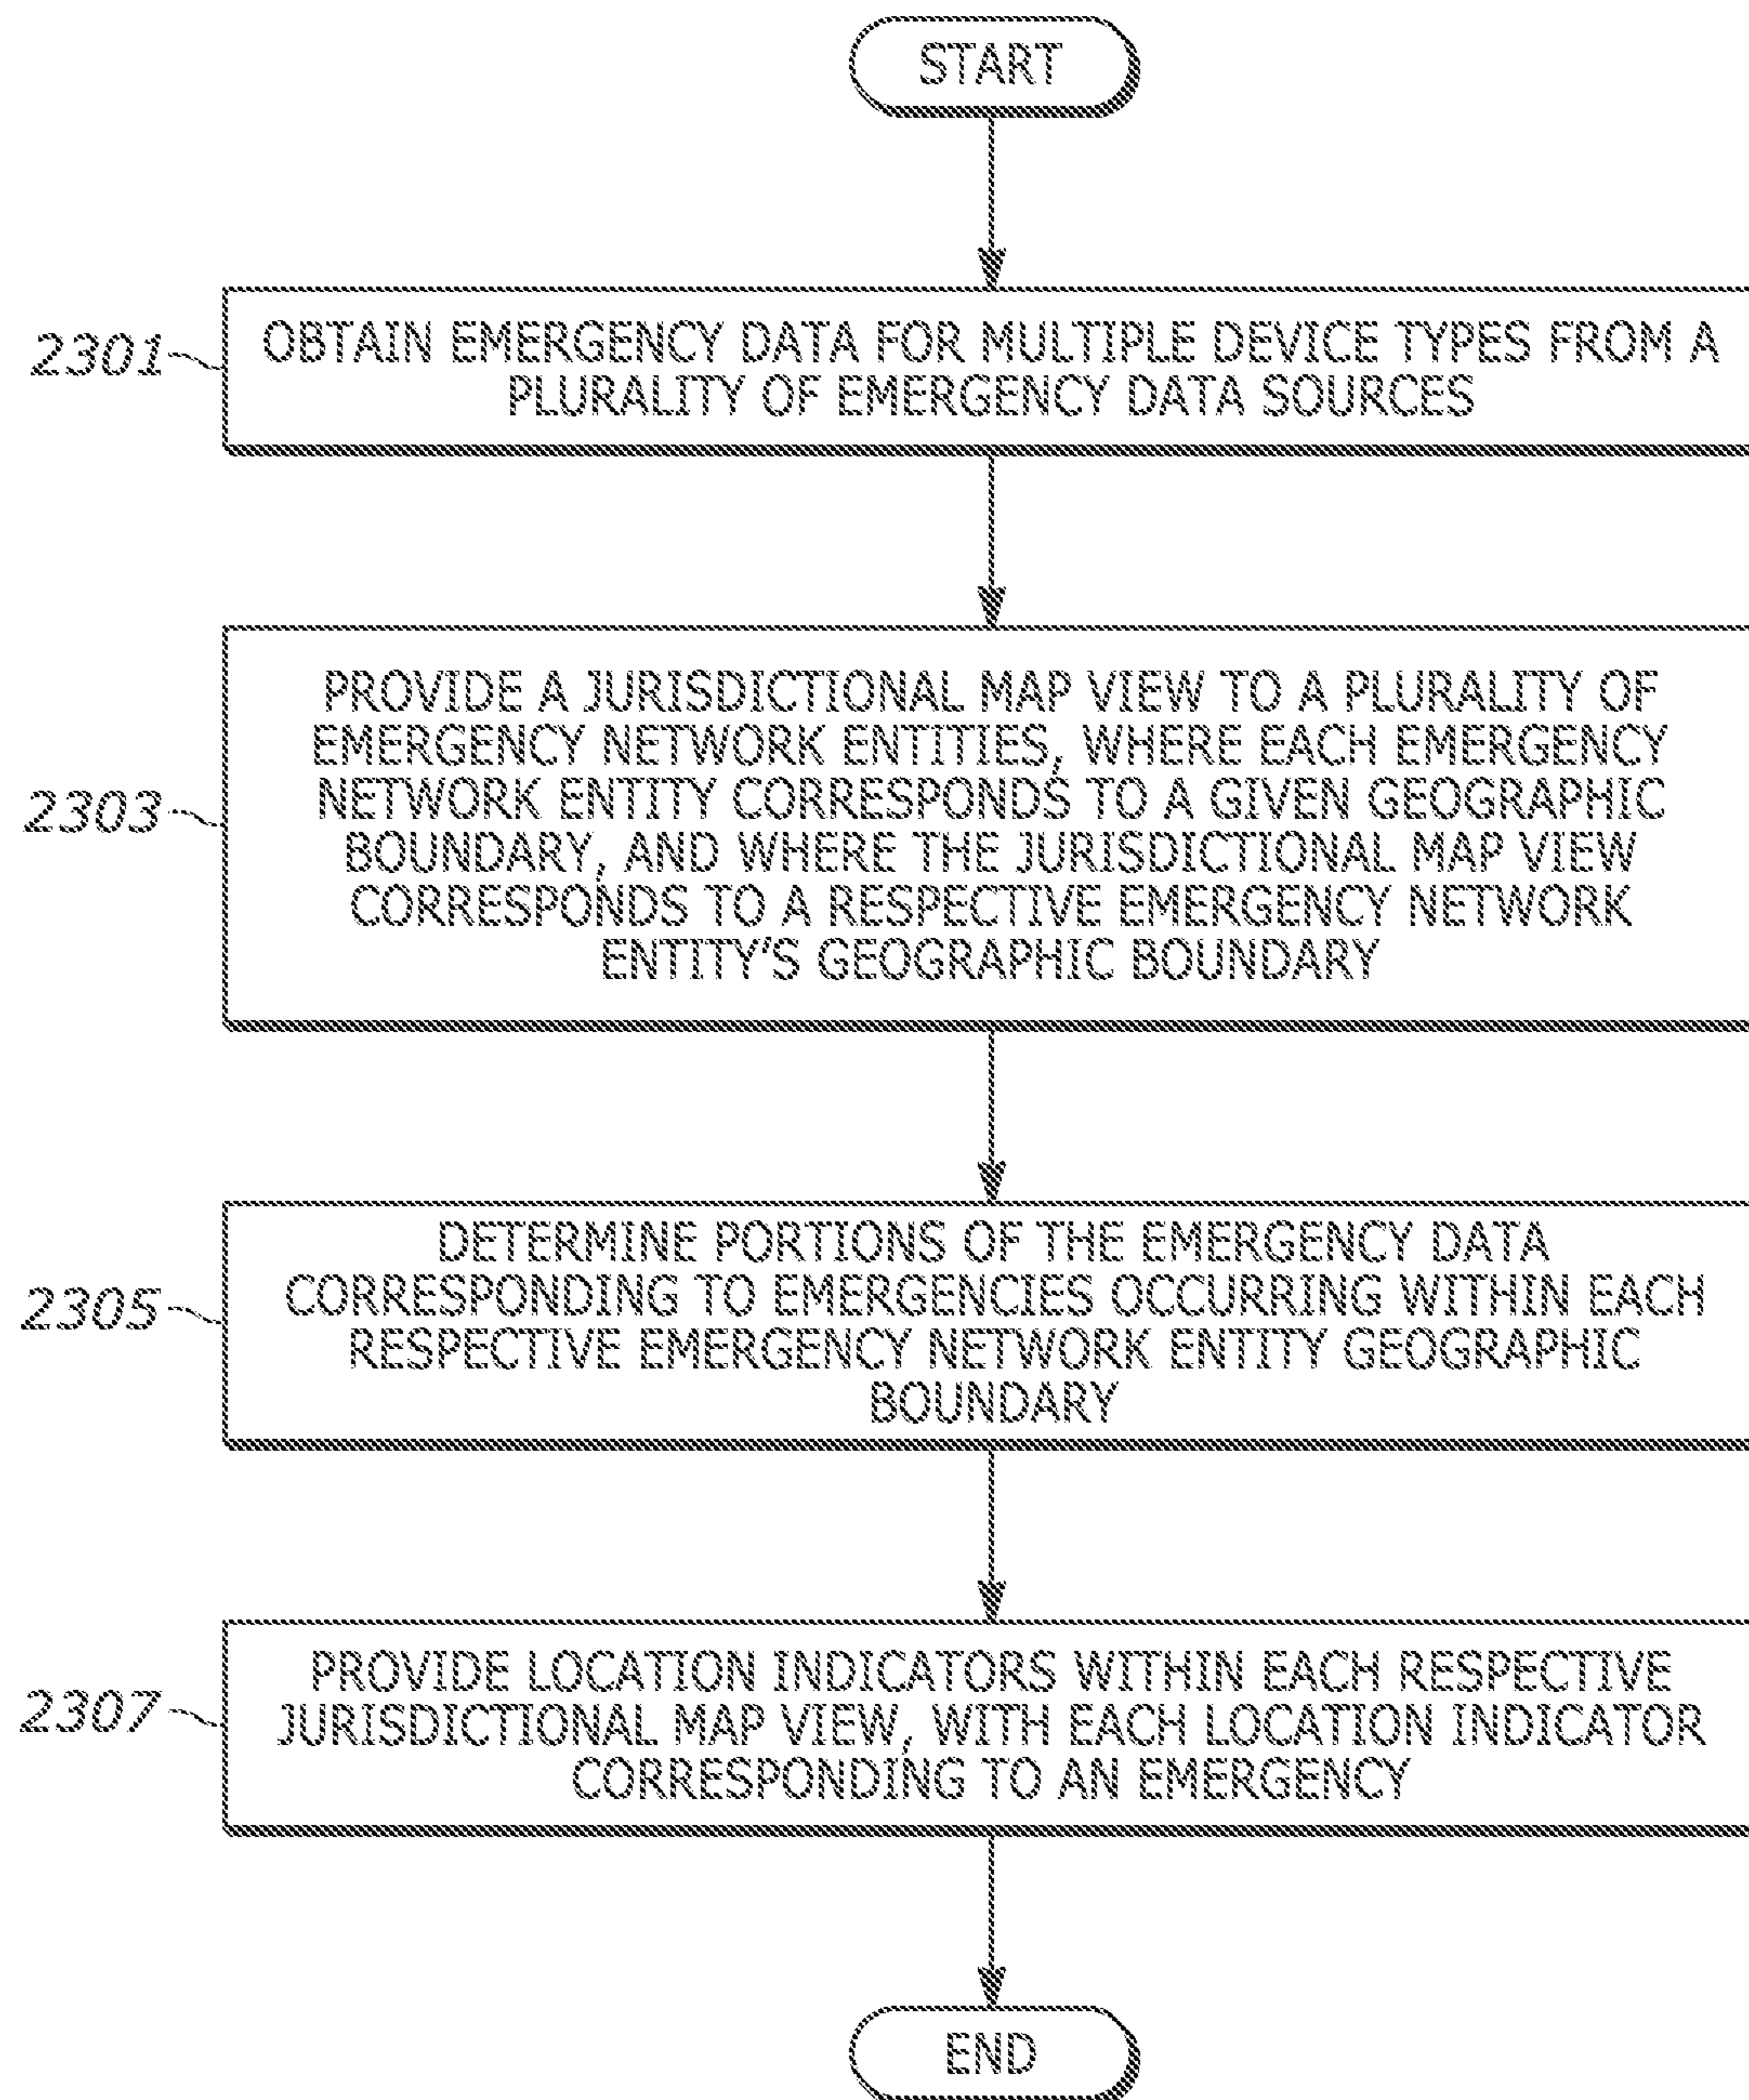 START
2301
OBTAIN EMERGENCY DATA FOR MULTIPLE DEVICE TYPES FROM A
PLURALITY OF EMERGENCY DATA SOURCES
2303
PROVIDE A JURISDICTIONAL MAP VIEW TO A PLURALITY OF
EMERGENCY NETWORK ENTITIES, WHERE EACH EMERGENCY
NETWORK ENTITY CORRESPONDS TO A GIVEN GEOGRAPHIC
BOUNDARY, AND WHERE THE JURISDICTIONAL MAP VIEW
CORRESPONDS TO A RESPECTIVE EMERGENCY NETWORK
ENTITY'S GEOGRAPHIC BOUNDARY
2305
DETERMINE PORTIONS OF THE EMERGENCY DATA
CORRESPONDING TO EMERGENCIES OCCURRING WITHIN EACH
RESPECTIVE EMERGENCY NETWORK ENTITY GEOGRAPHIC
BOUNDARY
2307
PROVIDE LOCATION INDICATORS WITHIN EACH RESPECTIVE
JURISDICTIONAL MAP VIEW, WITH EACH LOCATION INDICATOR
CORRESPONDING TO AN EMERGENCY
END